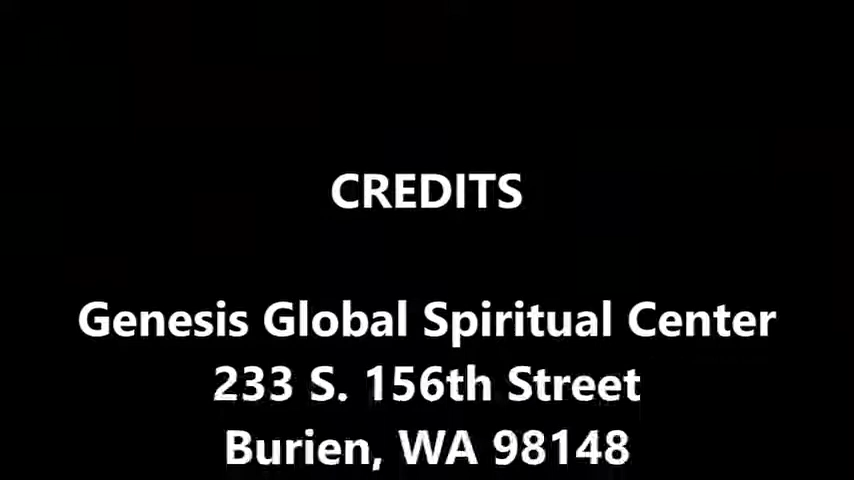 CREDITS
Genesis Global Spiritual Center
233 S. 156th Street
Burien, WA 98148